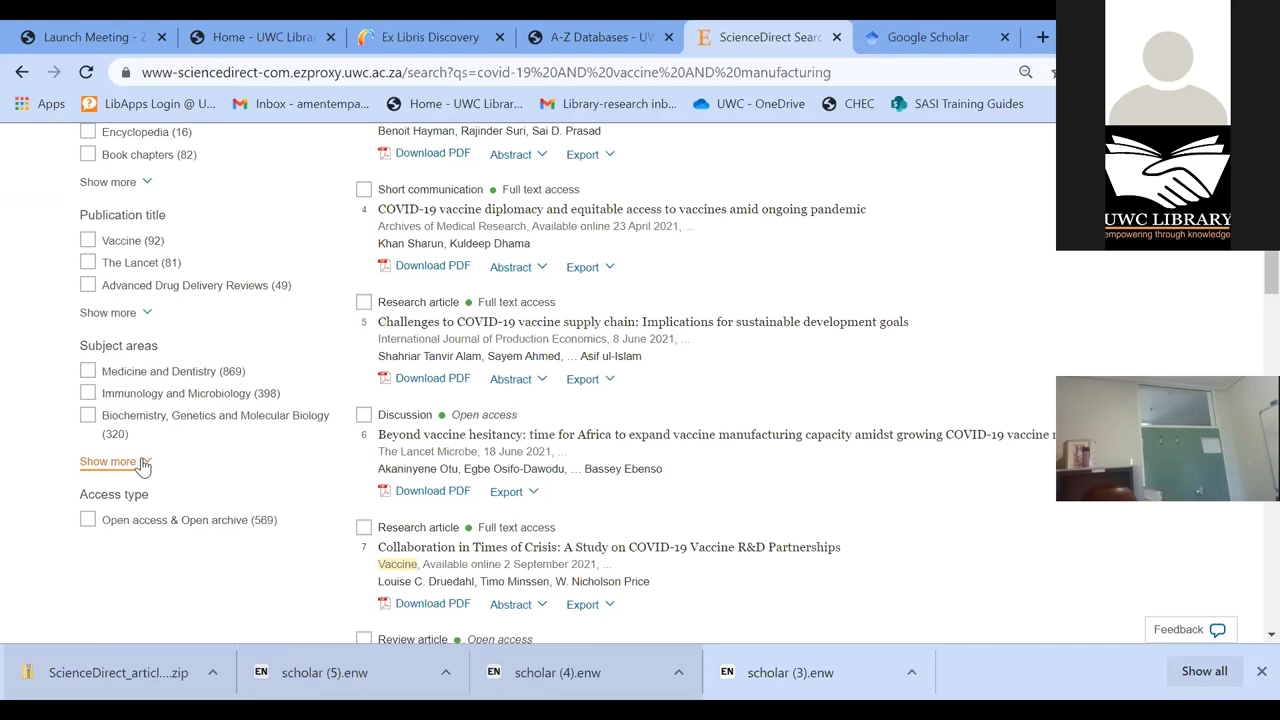 Launch Meeting - Z
Home - UWC Libra
Ex Libris Discovery
A-Z Databases - UW
ScienceDirect Searc
Google Scholar
www-sciencedirect-com.ezproxy.uwc.ac.za/search?qs=covid-19%20AND%20vaccine%20AND%20manufacturing
Apps
LibApps Login @ U...
Inbox - amentempa...
Home - UWC Librar...
Library-research inb...
UWC - OneDrive
CHEC
SASI Training Guides
Encyclopedia (16)
Book chapters (82)
Show more
Publication title
Vaccine (92)
The Lancet (81)
Advanced Drug Delivery Reviews (49)
Show more
Subject areas
Medicine and Dentistry (869)
Immunology and Microbiology (398)
Biochemistry, Genetics and Molecular Biology
(320)
Show more
Access type
Open access & Open archive (569)
Benoit Hayman, Rajinder Suri, Sai D. Prasad
Download PDF Abstract Export
Short communication Full text access
4 COVID-19 vaccine diplomacy and equitable access to vaccines amid ongoing pandemic
Archives of Medical Research, Available online 23 April 2021, ...
Khan Sharun, Kuldeep Dhama
Download PDF Abstract Export
Research article Full text access
5 Challenges to COVID-19 vaccine supply chain: Implications for sustainable development goals
International Journal of Production Economics, 8 June 2021, ...
Shahriar Tanvir Alam, Sayem Ahmed, ... Asif ul-Islam
Download PDF Abstract Export
Discussion Open access
6 Beyond vaccine hesitancy: time for Africa to expand vaccine manufacturing capacity amidst growing COVID-19 vaccine
The Lancet Microbe, 18 June 2021, ...
Akaninyene Otu, Egbe Osifo-Dawodu, ... Bassey Ebenso
Download PDF Export
Research article Full text access
7 Collaboration in Times of Crisis: A Study on COVID-19 Vaccine R&D Partnerships
Vaccine, Available online 2 September 2021, ...
Louise C. Druedahl, Timo Minssen, W. Nicholson Price
Download PDF Abstract Export
Review article Open access
Feedback
UWC LIBRARY
empowering through knowledge
ScienceDirect_articl....zip
EN scholar (5).enw
EN scholar (4).enw
EN scholar (3).enw
Show all